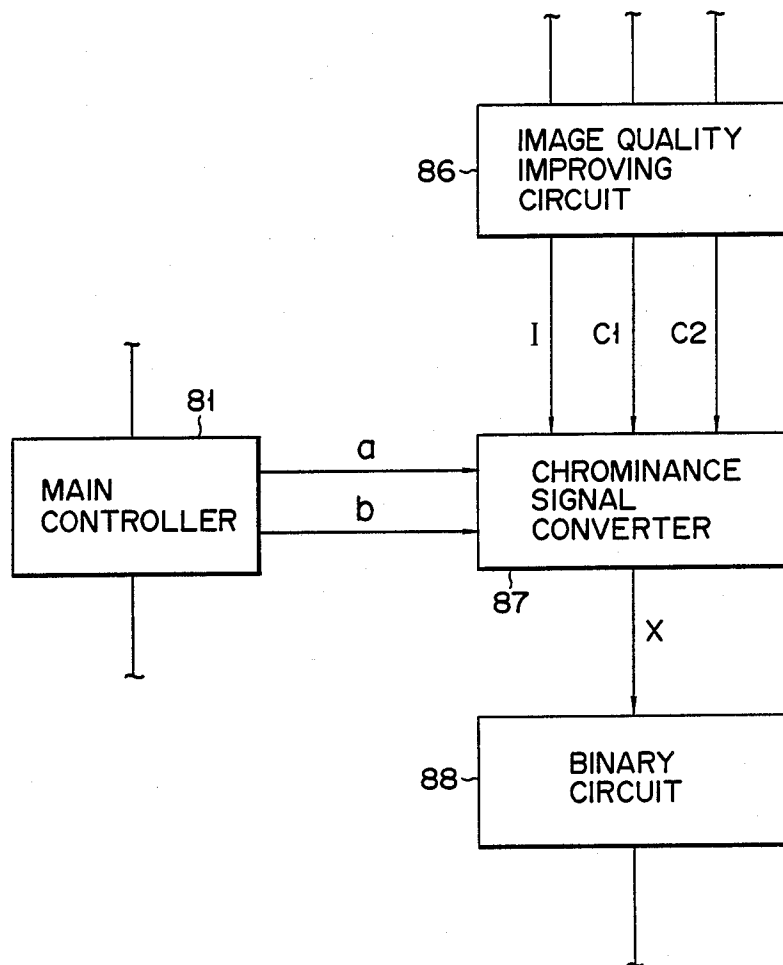 IMAGE QUALITY
IMPROVING
CIRCUIT
86
I
C1
C2
81
MAIN
CONTROLLER
a
b
CHROMINANCE
SIGNAL
CONVERTER
87
X
88
BINARY
CIRCUIT